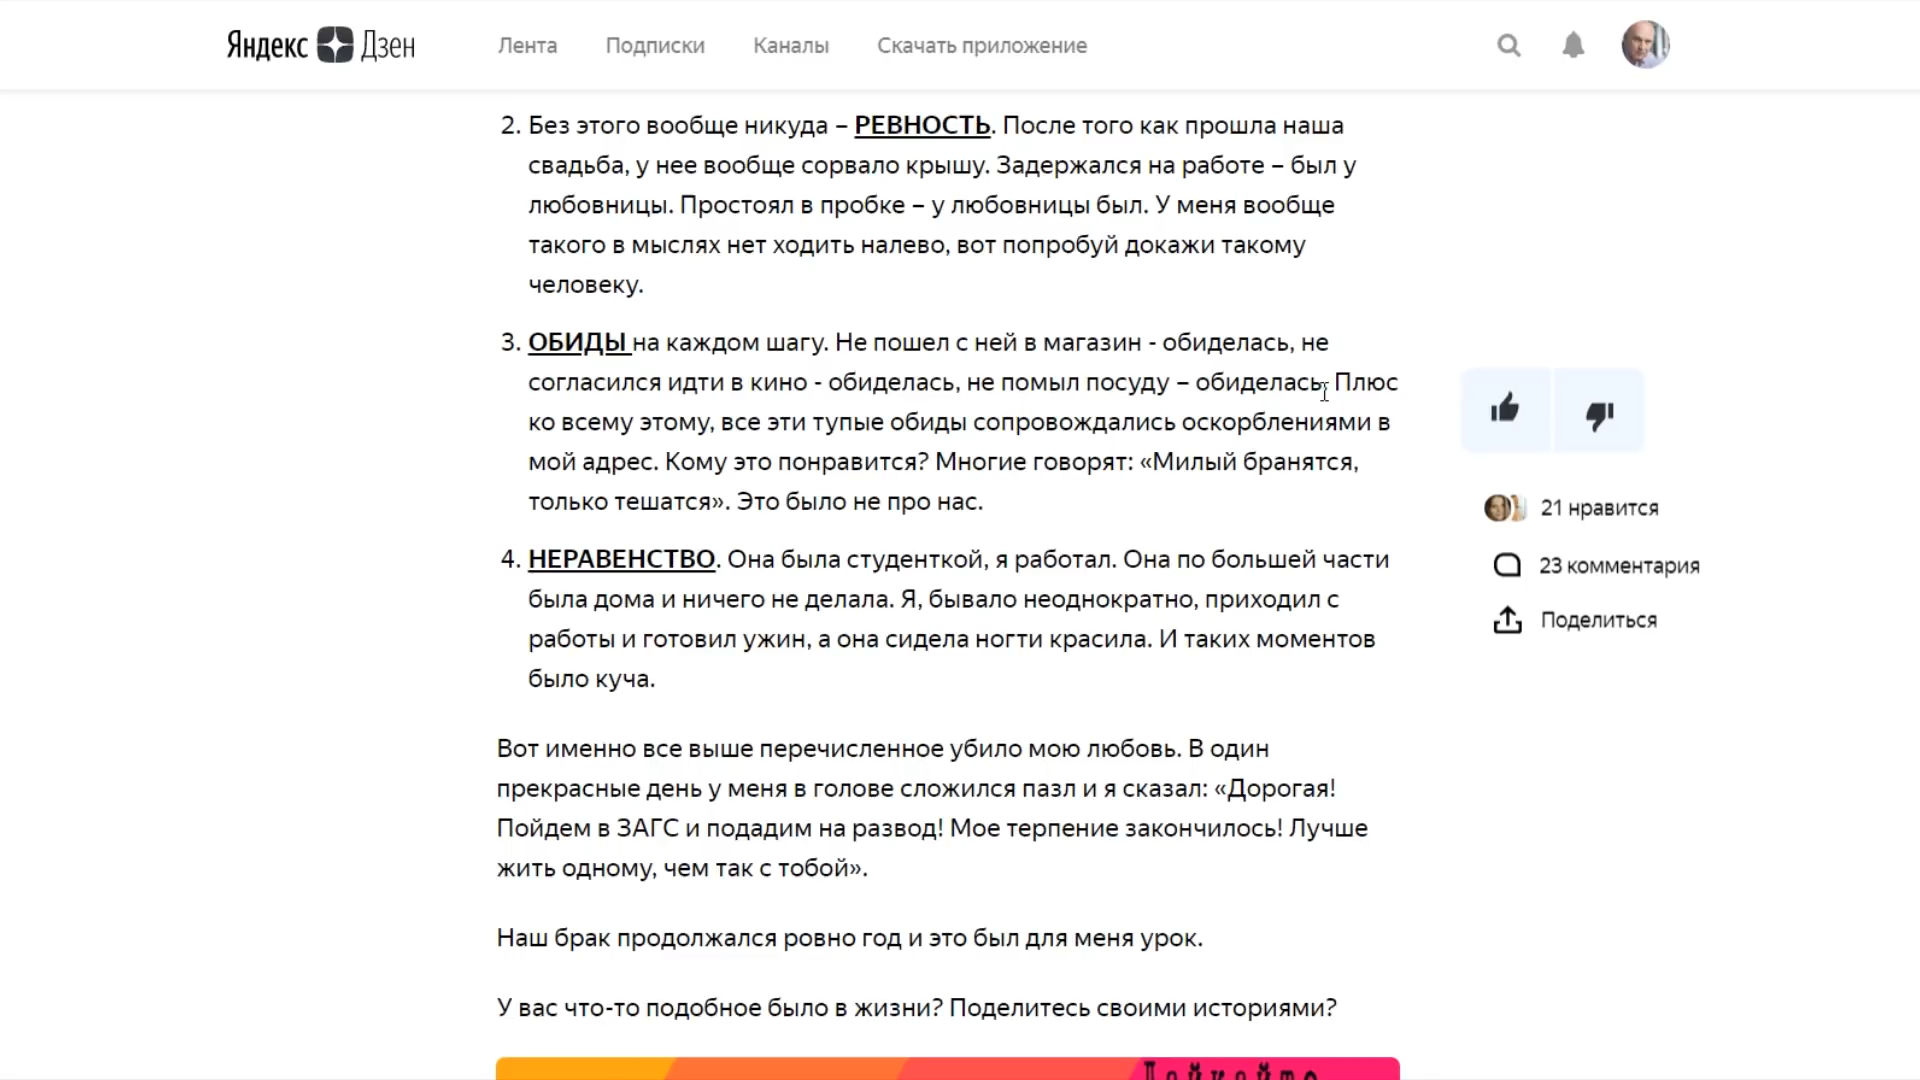 Яндекс Дзен Лента Подписки Каналы Скачать приложение
2. Без этого вообще никуда – РЕВНОСТЬ. После того как прошла наша
свадьба, у нее вообще сорвало крышу. Задержался на работе – был у
любовницы. Простоял в пробке – у любовницы был. У меня вообще
такого в мыслях нет ходить налево, вот попробуй докажи такому
человеку.
3. ОБИДЫ на каждом шагу. Не пошел с ней в магазин - обиделась, не
согласился идти в кино - обиделась, не помыл посуду – обиделась. Плюс
ко всему этому, все эти тупые обиды сопровождались оскорблениями в
мой адрес. Кому это понравится? Многие говорят: «Милый бранятся,
только тешатся». Это было не про нас.
4. НЕРАВЕНСТВО. Она была студенткой, я работал. Она по большей части
была дома и ничего не делала. Я, бывало неоднократно, приходил с
работы и готовил ужин, а она сидела ногти красила. И таких моментов
было куча.
Вот именно все выше перечисленное убило мою любовь. В один
прекрасные день у меня в голове сложился пазл и я сказал: «Дорогая!
Пойдем в ЗАГС и подадим на развод! Мое терпение закончилось! Лучше
жить одному, чем так с тобой».
Наш брак продолжался ровно год и это был для меня урок.
У вас что-то подобное было в жизни? Поделитесь своими историями?
21 нравится
23 комментария
Поделиться